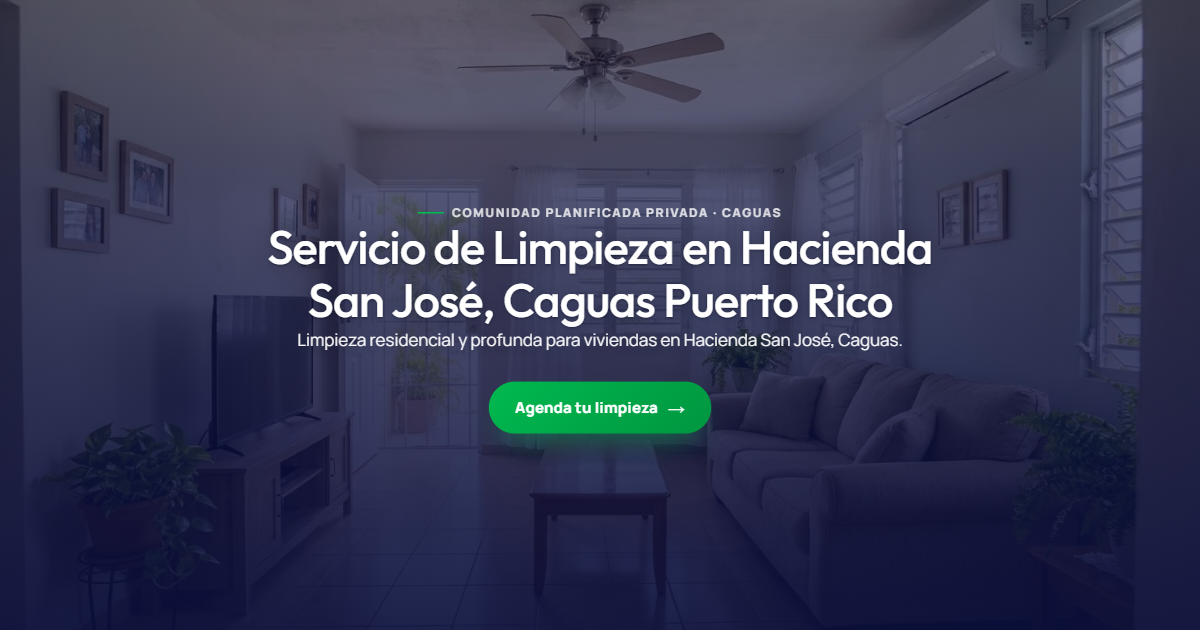 COMUNIDAD PLANIFICADA PRIVADA · CAGUAS
Servicio de Limpieza en Hacienda
San José, Caguas Puerto Rico
Limpieza residencial y profunda para viviendas en Hacienda San José, Caguas.
Agenda tu limpieza →